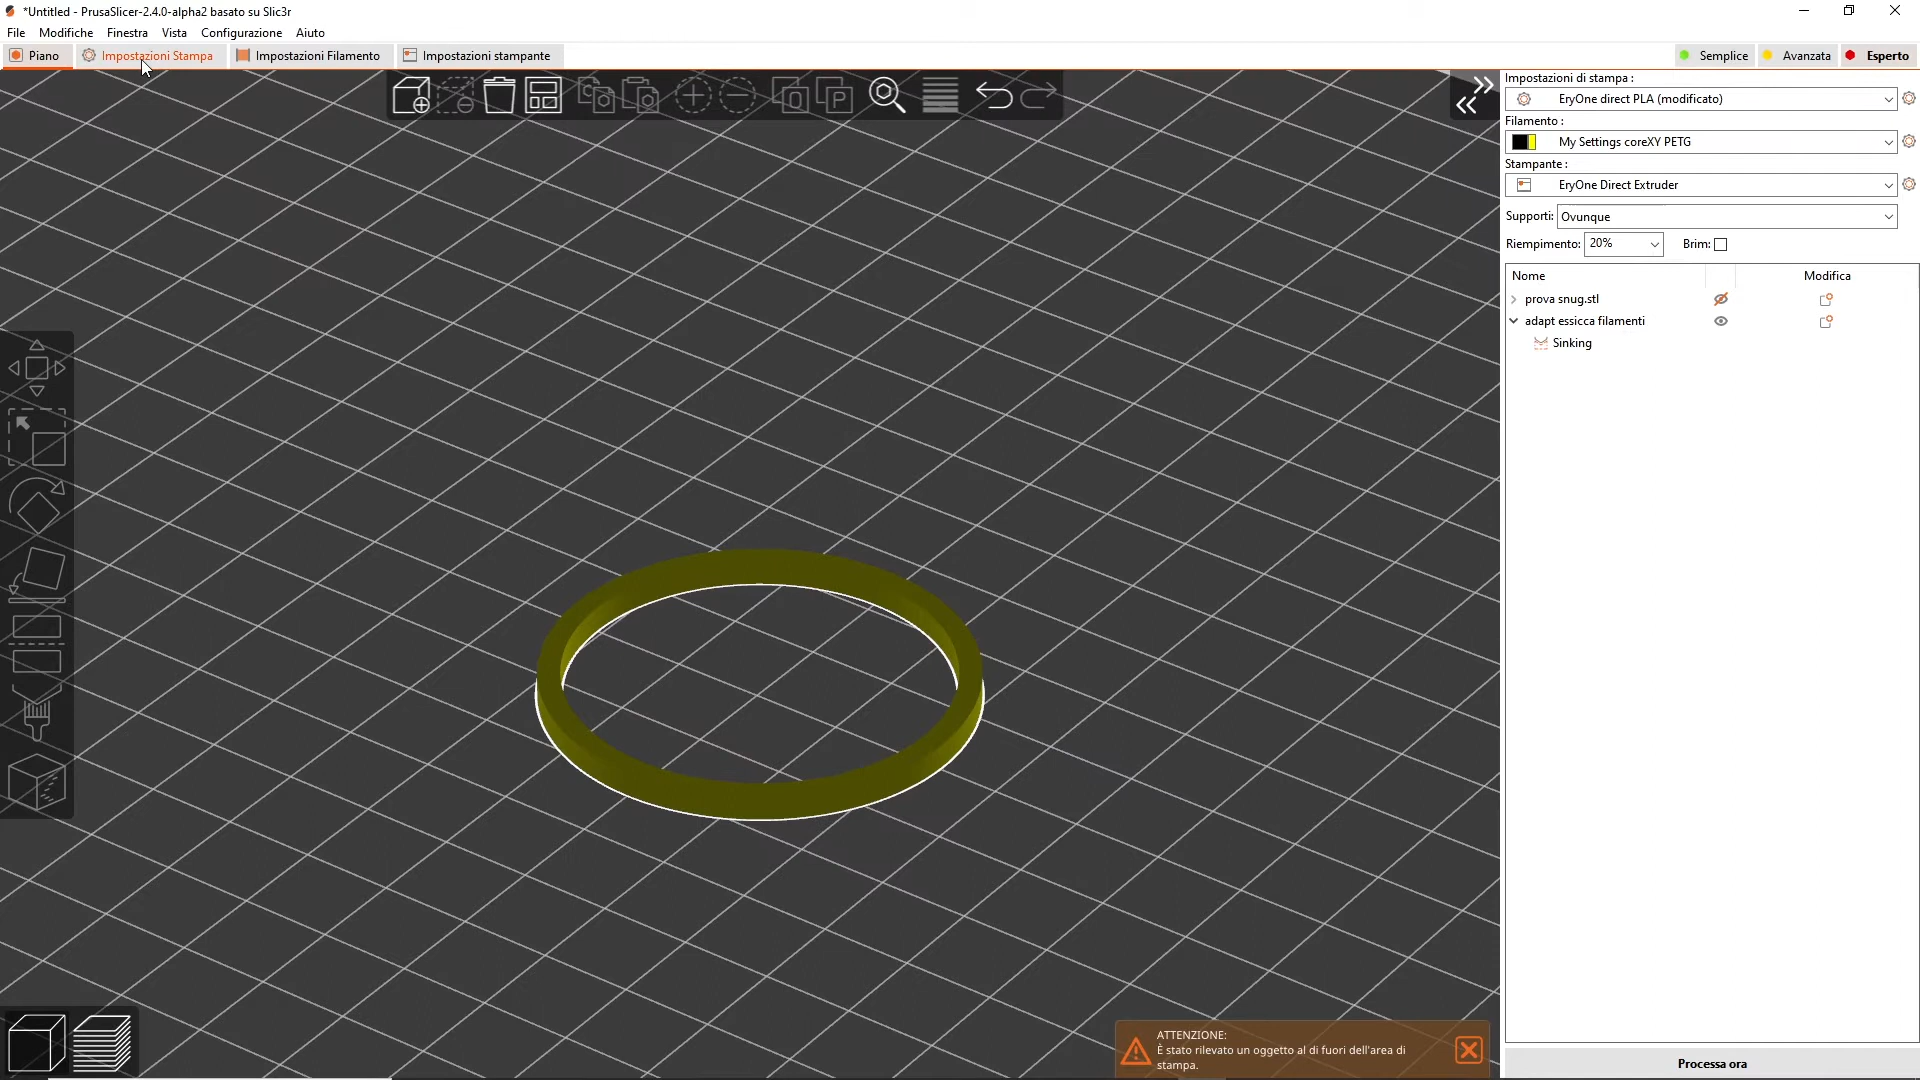 *Untitled - PrusaSlicer-2.4.0-alpha2 basato su Slic3r
File Modifiche Finestra Vista Configurazione Aiuto
Piano Impostazioni Stampa Impostazioni Filamento Impostazioni stampante Semplice Avanzata Esperto
Impostazioni di stampa :
EryOne direct PLA (modificato)
Filamento :
My Settings coreXY PETG
Stampante :
EryOne Direct Extruder
Supporti: Ovunque
Riempimento: 20% Brim:
Nome Modifica
prova snug.stl
adapt essicca filamenti
Sinking
ATTENZIONE:
È stato rilevato un oggetto al di fuori dell'area di
stampa.
Processa ora